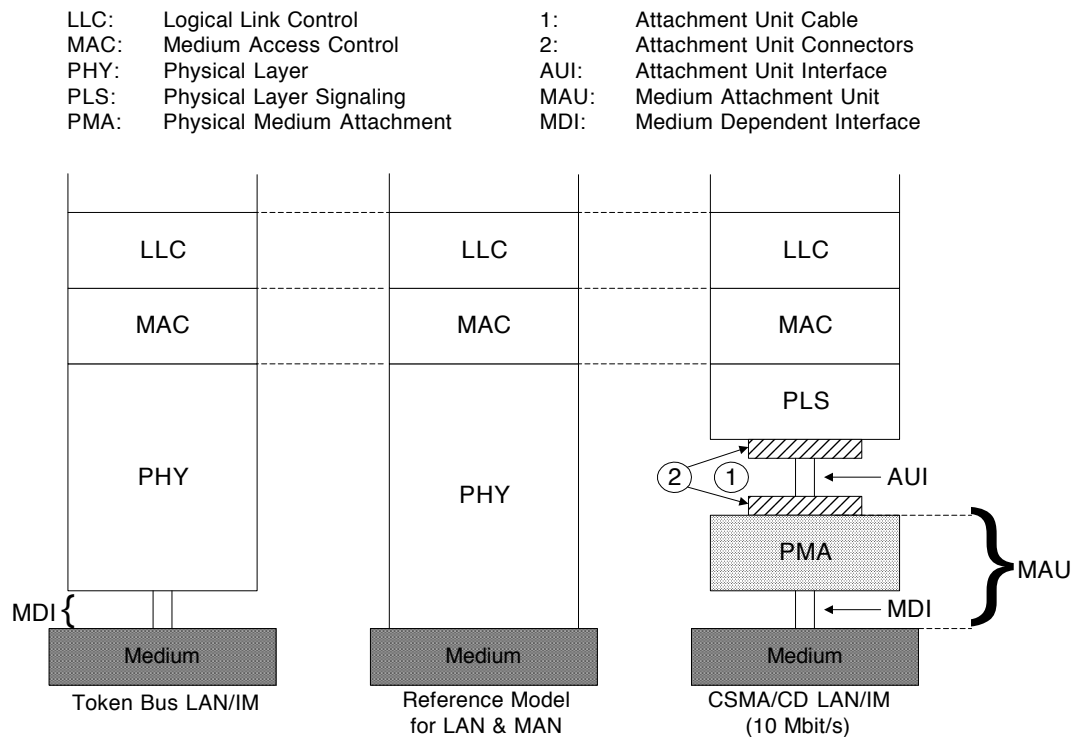 LLC: Logical Link Control 1: Attachment Unit Cable
MAC: Medium Access Control 2: Attachment Unit Connectors
PHY: Physical Layer AUI: Attachment Unit Interface
PLS: Physical Layer Signaling MAU: Medium Attachment Unit
PMA: Physical Medium Attachment MDI: Medium Dependent Interface
LLC LLC LLC
MAC MAC MAC
PLS
PHY PHY 2 1 AUI
PMA
MAU
MDI MDI
Medium Medium Medium
Token Bus LAN/IM Reference Model CSMA/CD LAN/IM
for LAN & MAN (10 Mbit/s)